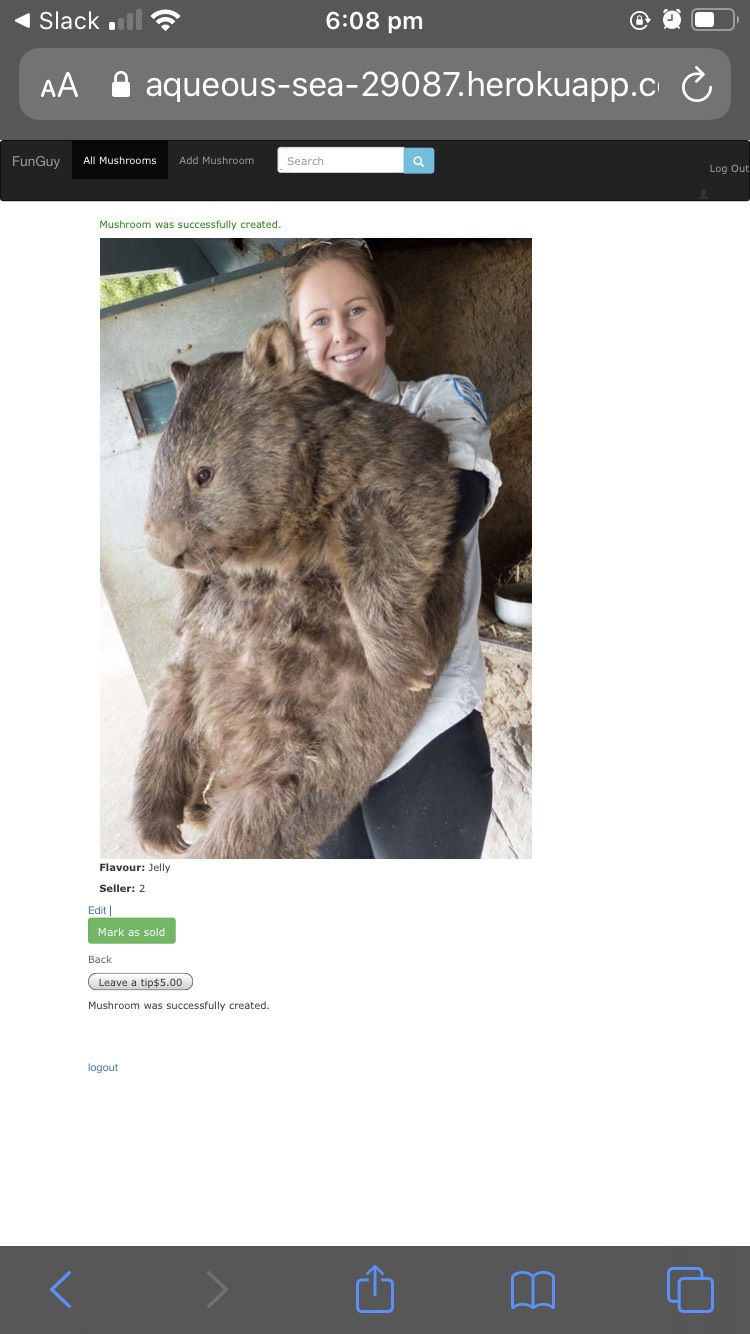 Slack 6:08 pm
AA aqueous-sea-29087.herokuapp.c
FunGuy All Mushrooms Add Mushroom Search Log Out
Mushroom was successfully created.
Flavour: Jelly
Seller: 2
Edit |
Mark as sold
Back
Leave a tip$5.00
Mushroom was successfully created.
logout